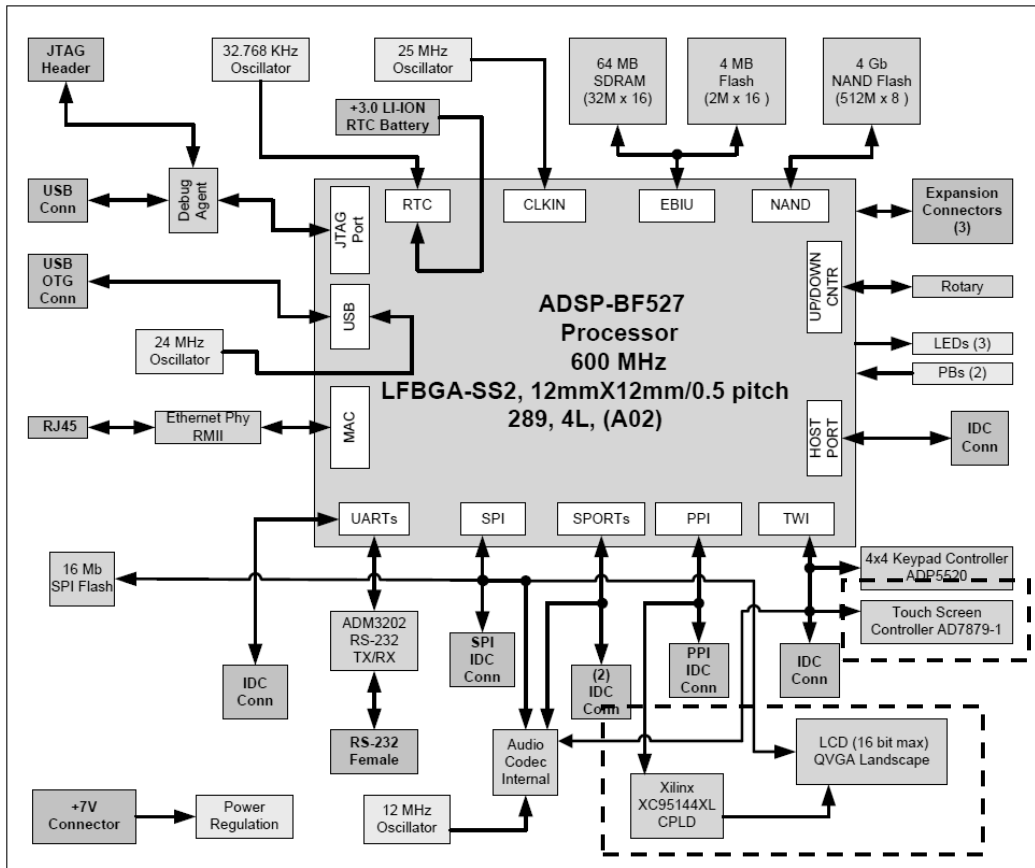 JTAG
Header
32.768 KHz
Oscillator
25 MHz
Oscillator
+3.0 LI-ION
RTC Battery
64 MB
SDRAM
(32M x 16)
4 MB
Flash
(2M x 16 )
4 Gb
NAND Flash
(512M x 8 )
USB
Conn
Debug
Agent
JTAG
Port
RTC
CLKIN
EBIU
NAND
Expansion
Connectors
(3)
USB
OTG
Conn
USB
UP/DOWN
CNTR
Rotary
24 MHz
Oscillator
ADSP-BF527
Processor
600 MHz
LFBGA-SS2, 12mmX12mm/0.5 pitch
289, 4L, (A02)
LEDs (3)
PBs (2)
RJ45
Ethernet Phy
RMII
MAC
HOST
PORT
IDC
Conn
UARTs
SPI
SPORTs
PPI
TWI
16 Mb
SPI Flash
4x4 Keypad Controller
ADP5520
Touch Screen
Controller AD7879-1
ADM3202
RS-232
TX/RX
IDC
Conn
SPI
IDC
Conn
(2)
IDC
Conn
PPI
IDC
Conn
IDC
Conn
RS-232
Female
Audio
Codec
Internal
LCD (16 bit max)
QVGA Landscape
Xilinx
XC95144XL
CPLD
+7V
Connector
Power
Regulation
12 MHz
Oscillator